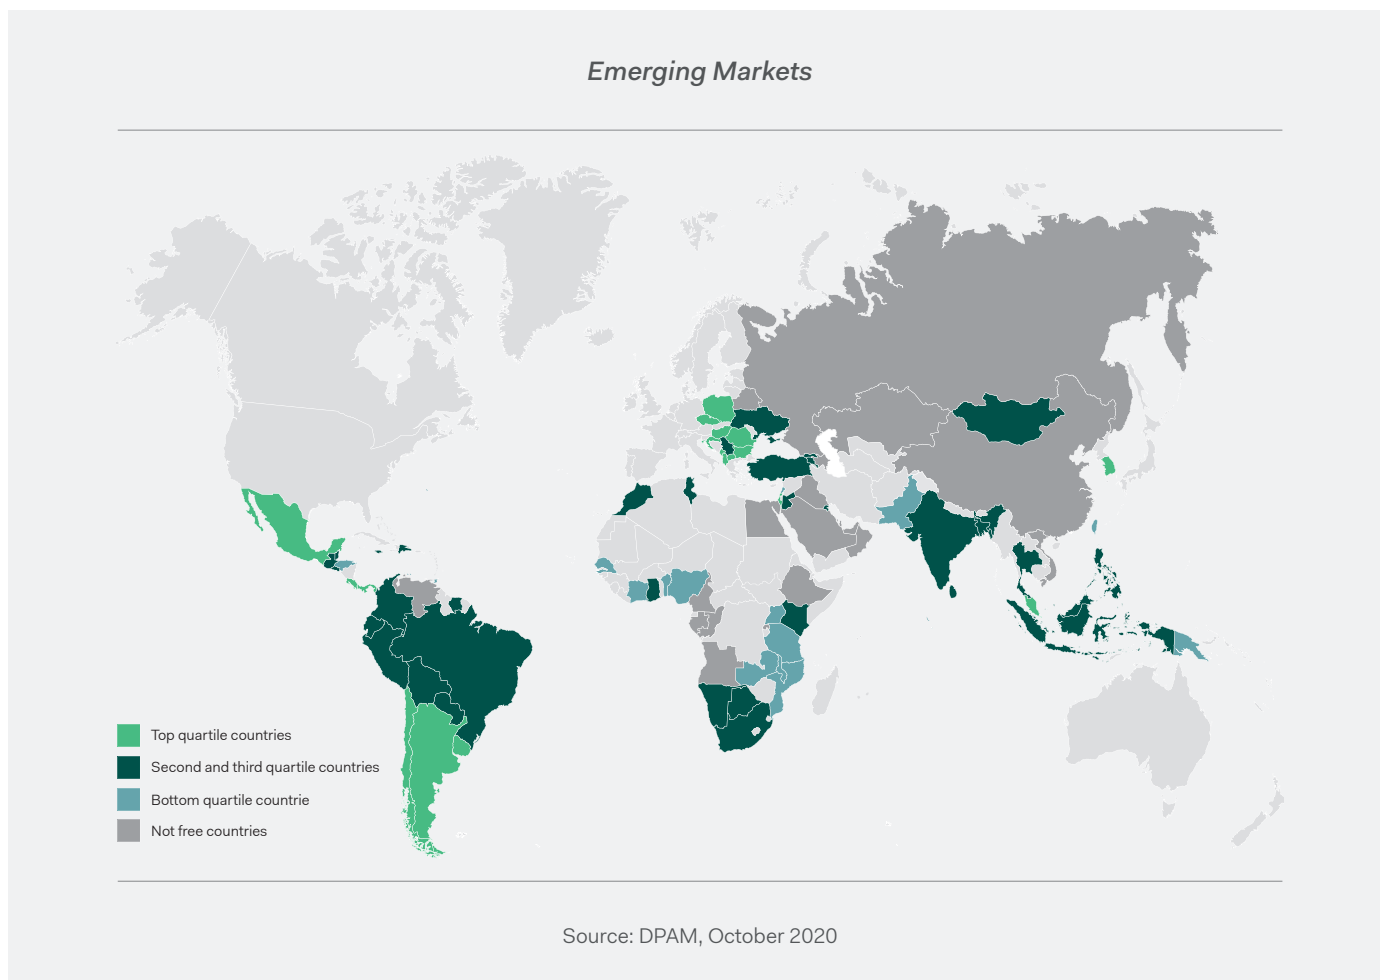 Emerging Markets
Top quartile countries
Second and third quartile countries
Bottom quartile countrie
Not free countries
Source: DPAM, October 2020